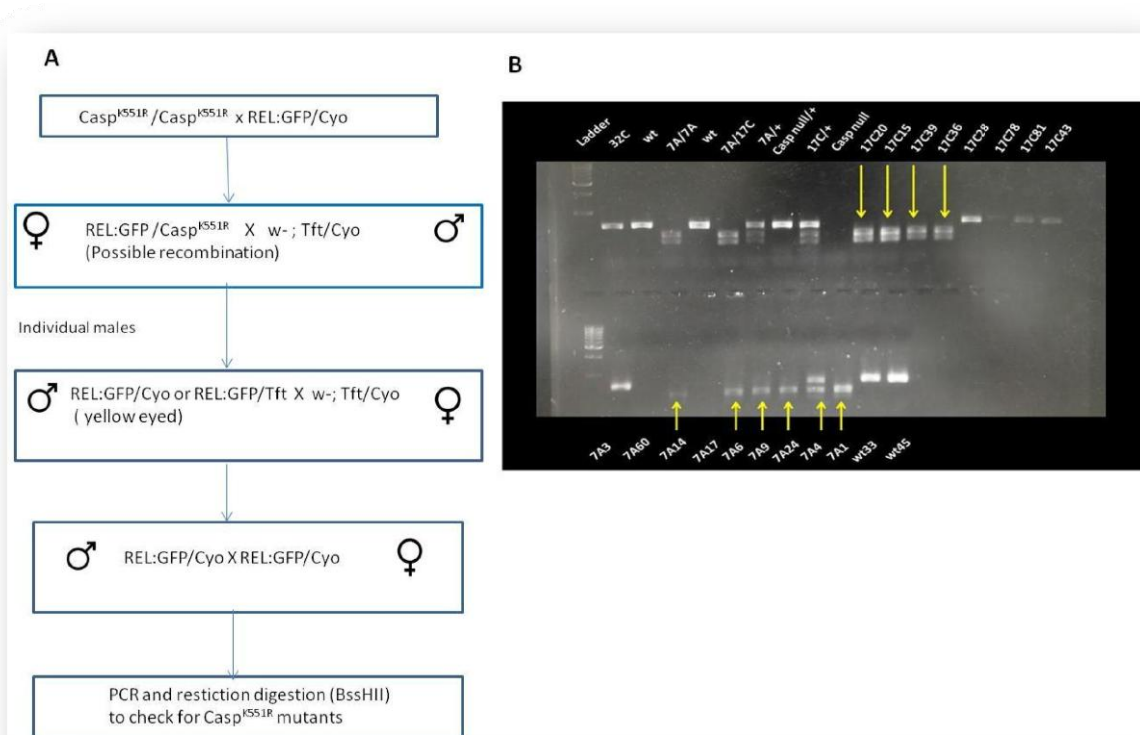 A
Casp^K551R /Casp^K551R x REL:GFP/Cyo
REL:GFP /Casp^K551R X w- ; Tft/Cyo
(Possible recombination)
Individual males
REL:GFP/Cyo or REL:GFP/Tft X w-; Tft/Cyo
( yellow eyed)
REL:GFP/Cyo X REL:GFP/Cyo
PCR and restiction digestion (BssHII)
to check for Casp^K551R mutants
B
Ladder
32C
wt
7A/7A
wt
7A/17C
7A/+
Casp null/+
17C/+
Casp null
17C20
17C15
17C39
17C36
17C28
17C78
17C81
17C43
7A3
7A60
7A14
7A17
7A6
7A9
7A24
7A4
7A1
wt33
wt45